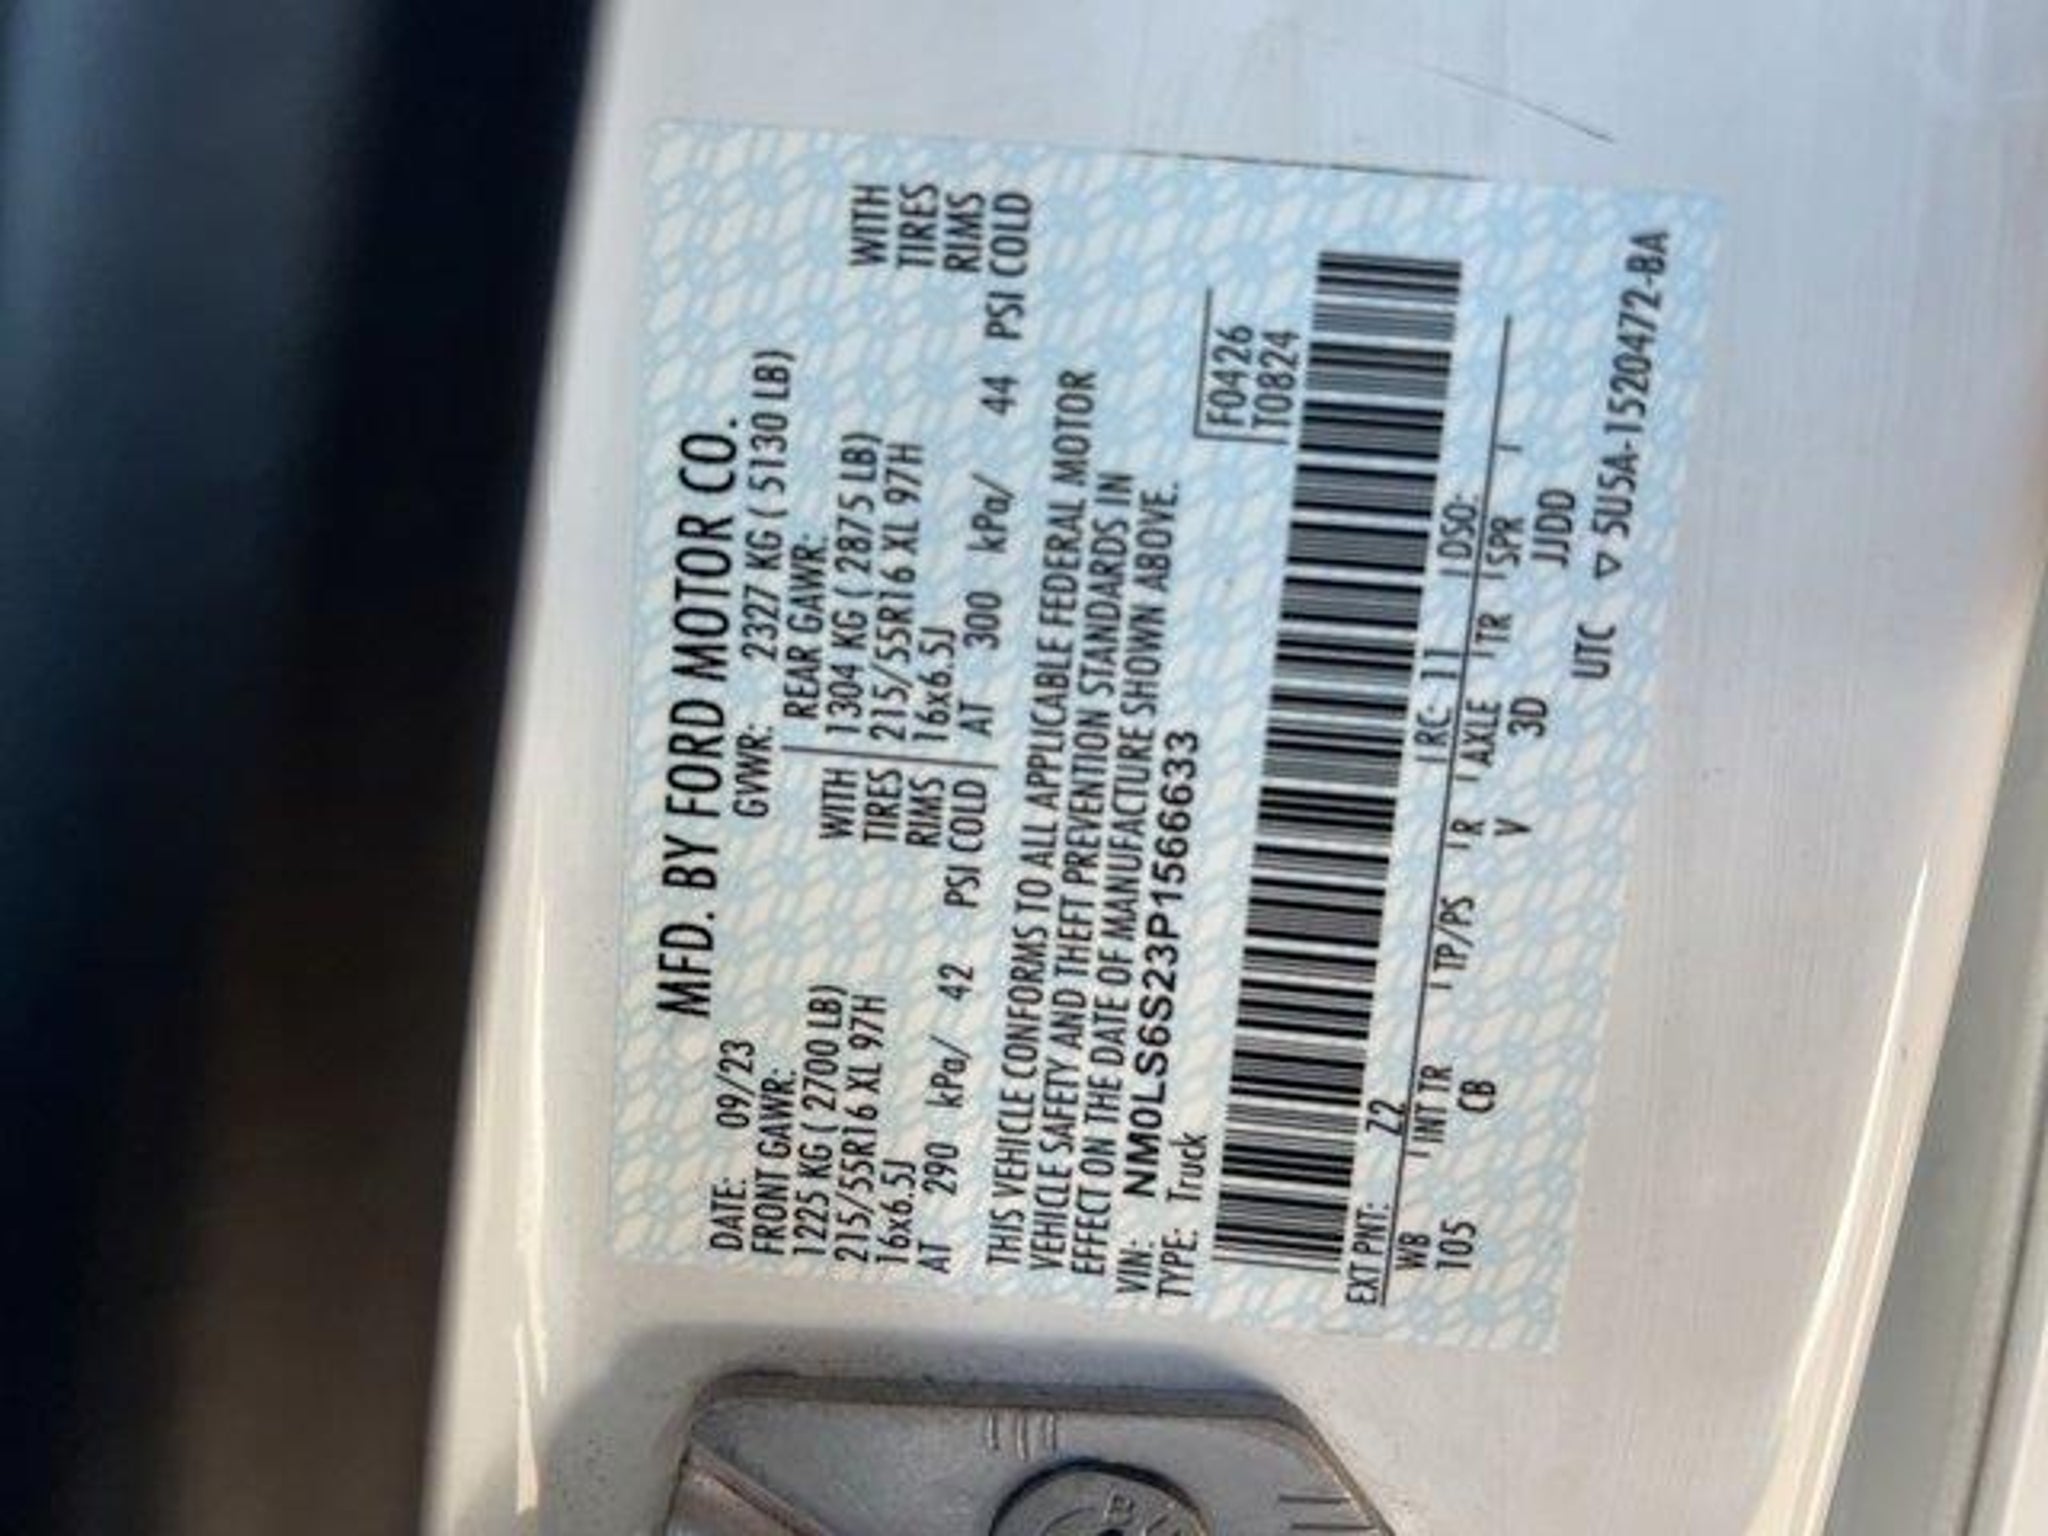 MFD. BY FORD MOTOR CO.
DATE: 09/23 GVWR: 2327 KG ( 5130 LB)
FRONT GAWR: REAR GAWR:
1225 KG ( 2700 LB) WITH 1304 KG ( 2875 LB) WITH
215/55R16 XL 97H TIRES 215/55R16 XL 97H TIRES
16x6.5J RIMS 16x6.5J RIMS
AT 290 kPa/ 42 PSI COLD AT 300 kPa/ 44 PSI COLD
THIS VEHICLE CONFORMS TO ALL APPLICABLE FEDERAL MOTOR
VEHICLE SAFETY AND THEFT PREVENTION STANDARDS IN
EFFECT ON THE DATE OF MANUFACTURE SHOWN ABOVE.
VIN: NM0LS6S23P1566633
TYPE: Truck
F0426
T0824
EXT PNT: Z2 RC: 11 DSO:
WB INT TR TP/PS R AXLE TR SPR
105 CB V 3D JJDD
UTC ▽ 5U5A-1520472-BA